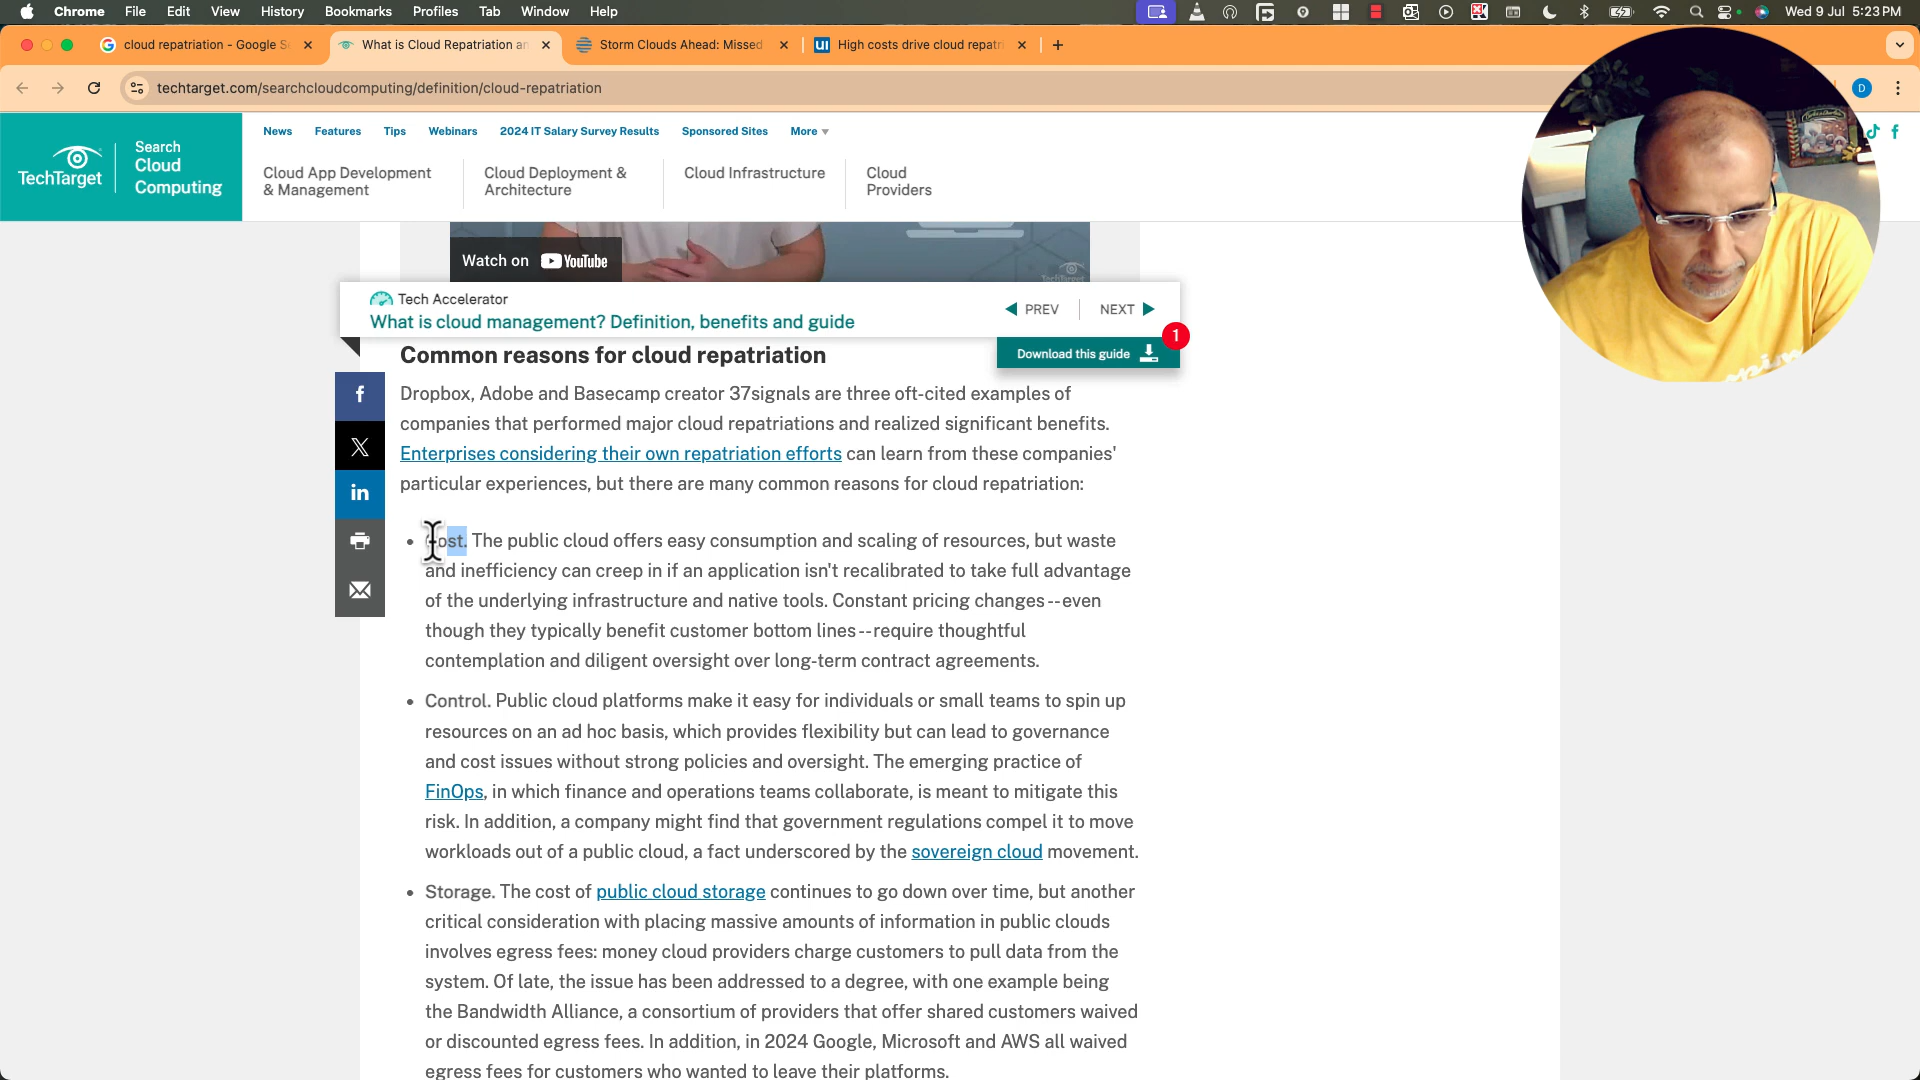 Chrome File Edit View History Bookmarks Profiles Tab Window Help Wed 9 Jul 5:23 PM
cloud repatriation - Google S
What is Cloud Repatriation an
Storm Clouds Ahead: Missed
ui High costs drive cloud repatri
techtarget.com/searchcloudcomputing/definition/cloud-repatriation
D
TechTarget
Search
Cloud
Computing
News Features Tips Webinars 2024 IT Salary Survey Results Sponsored Sites More
Cloud App Development
& Management
Cloud Deployment &
Architecture
Cloud Infrastructure
Cloud
Providers
Watch on YouTube
TechTarget
Tech Accelerator
What is cloud management? Definition, benefits and guide
PREV NEXT
1
Download this guide
Common reasons for cloud repatriation
Dropbox, Adobe and Basecamp creator 37signals are three oft-cited examples of
companies that performed major cloud repatriations and realized significant benefits.
Enterprises considering their own repatriation efforts can learn from these companies'
particular experiences, but there are many common reasons for cloud repatriation:
Cost. The public cloud offers easy consumption and scaling of resources, but waste
and inefficiency can creep in if an application isn't recalibrated to take full advantage
of the underlying infrastructure and native tools. Constant pricing changes -- even
though they typically benefit customer bottom lines -- require thoughtful
contemplation and diligent oversight over long-term contract agreements.
Control. Public cloud platforms make it easy for individuals or small teams to spin up
resources on an ad hoc basis, which provides flexibility but can lead to governance
and cost issues without strong policies and oversight. The emerging practice of
FinOps, in which finance and operations teams collaborate, is meant to mitigate this
risk. In addition, a company might find that government regulations compel it to move
workloads out of a public cloud, a fact underscored by the sovereign cloud movement.
Storage. The cost of public cloud storage continues to go down over time, but another
critical consideration with placing massive amounts of information in public clouds
involves egress fees: money cloud providers charge customers to pull data from the
system. Of late, the issue has been addressed to a degree, with one example being
the Bandwidth Alliance, a consortium of providers that offer shared customers waived
or discounted egress fees. In addition, in 2024 Google, Microsoft and AWS all waived
egress fees for customers who wanted to leave their platforms.